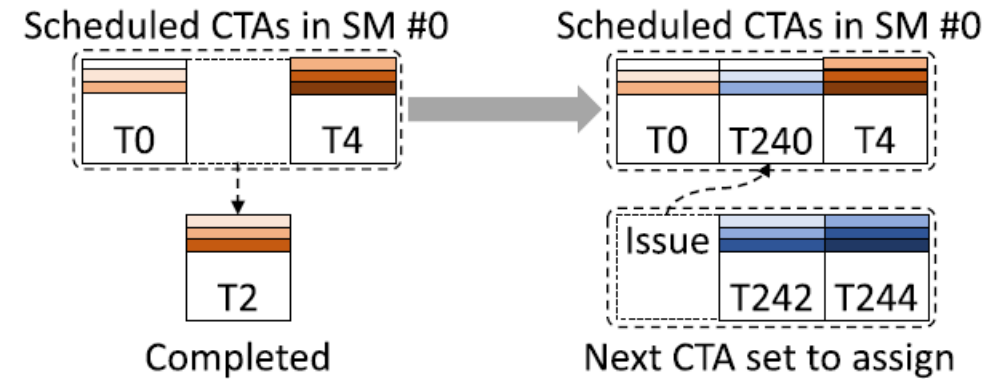 Scheduled CTAs in SM #0
T0
T4
T2
Completed
Scheduled CTAs in SM #0
T0 T240 T4
Issue
T242 T244
Next CTA set to assign